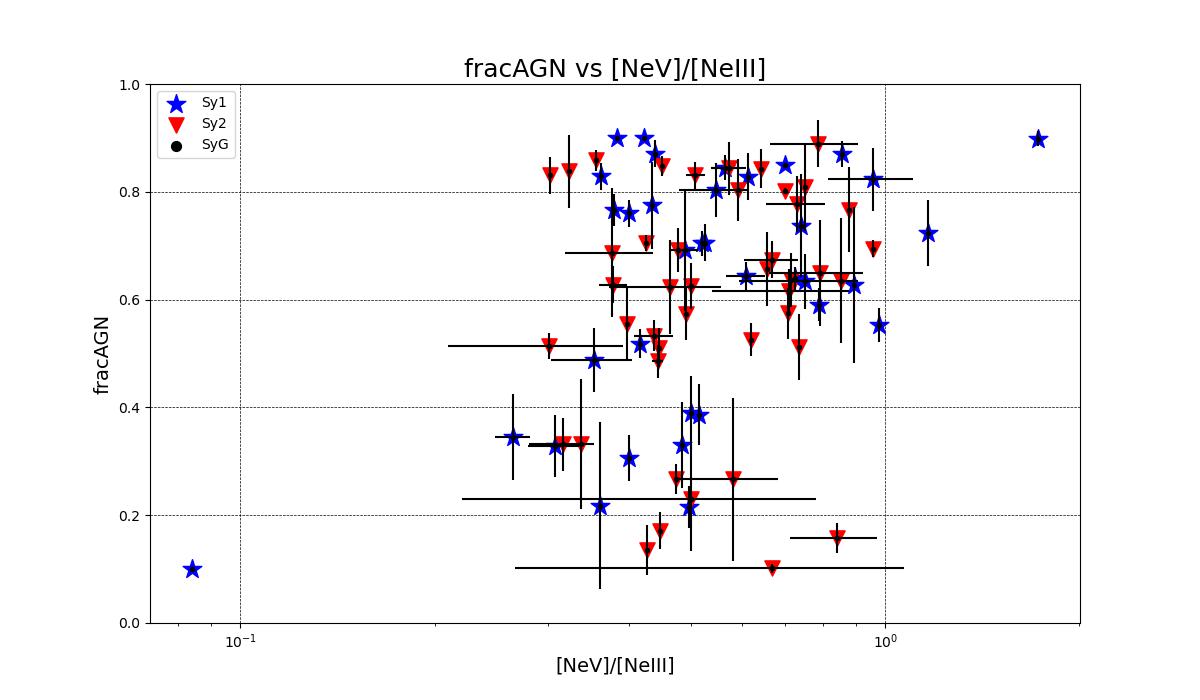 fracAGN vs [NeV]/[NeIII]
Sy1
Sy2
SyG
1.0
0.8
0.6
0.4
0.2
0.0
fracAGN
10⁻¹
10⁰
[NeV]/[NeIII]